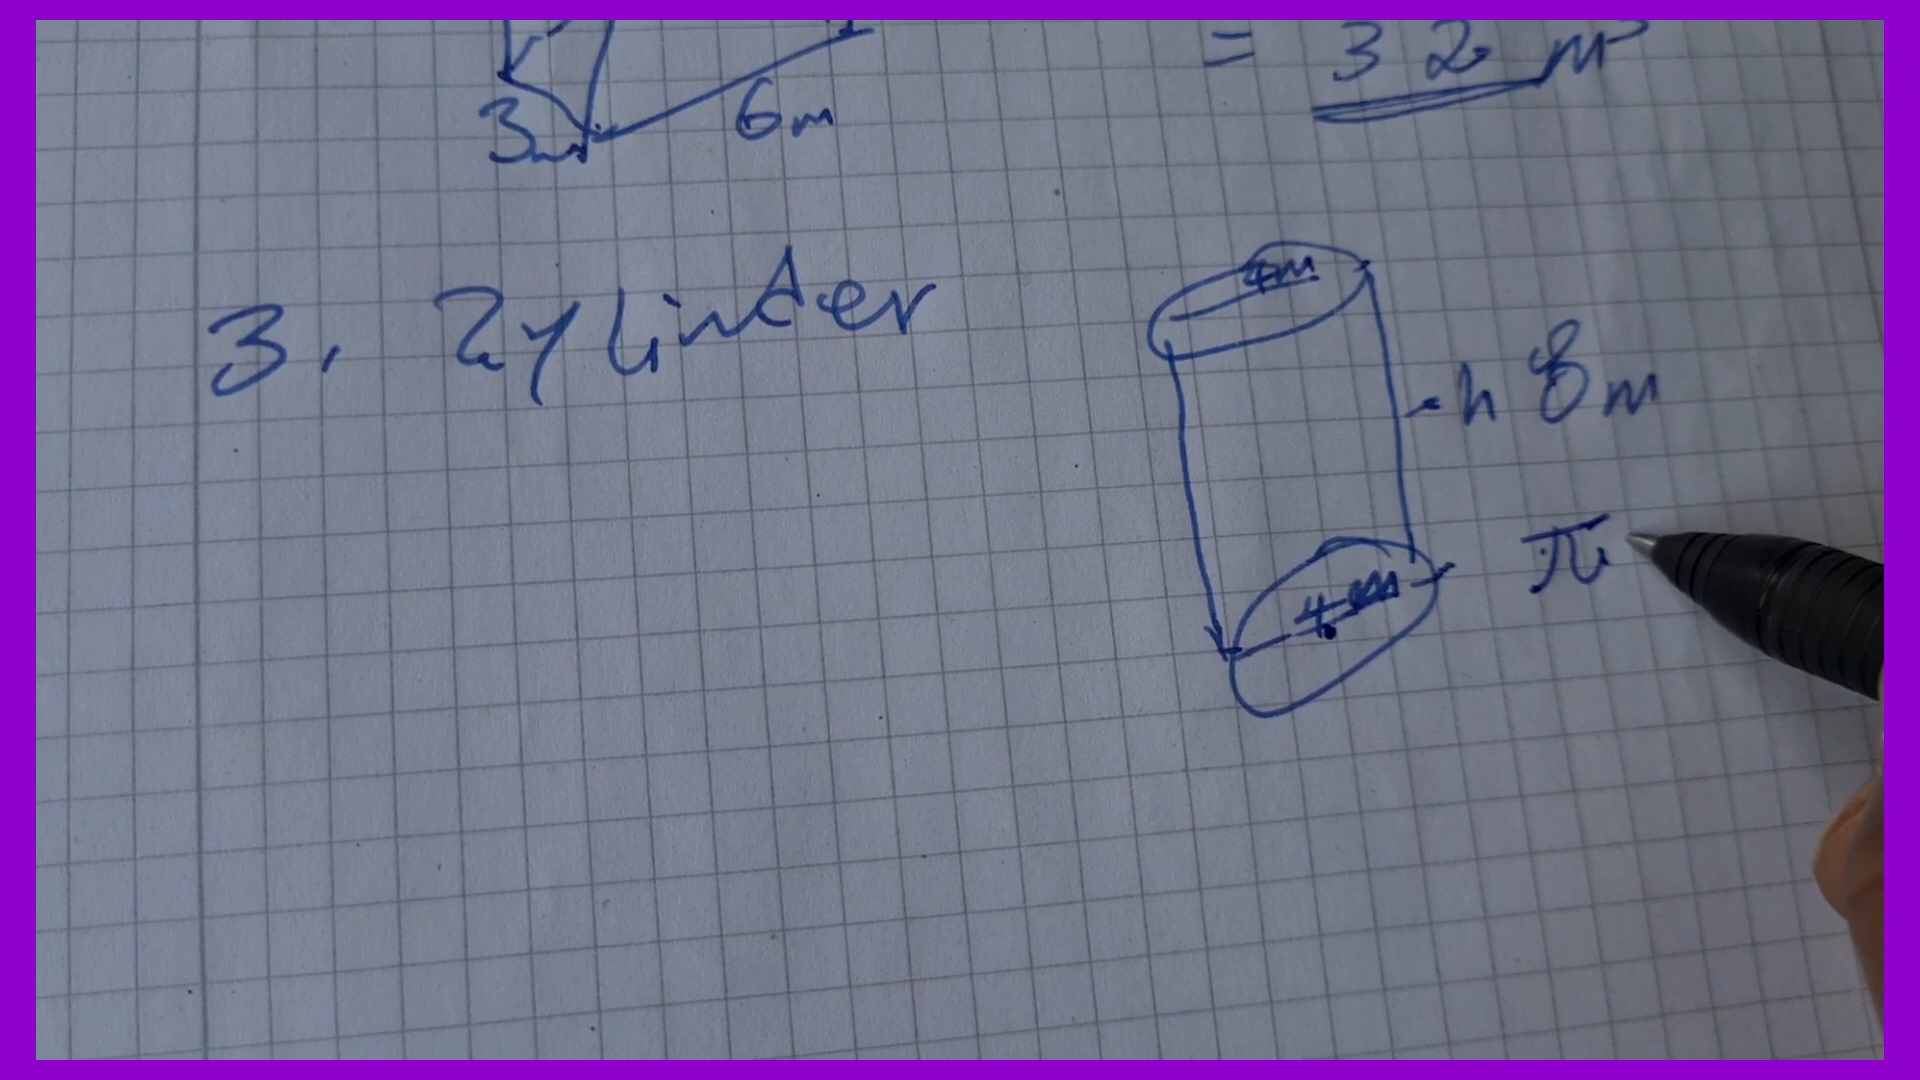 = 32 m³
3m 6m
3. Zylinder
4m
h 8m
π
4m